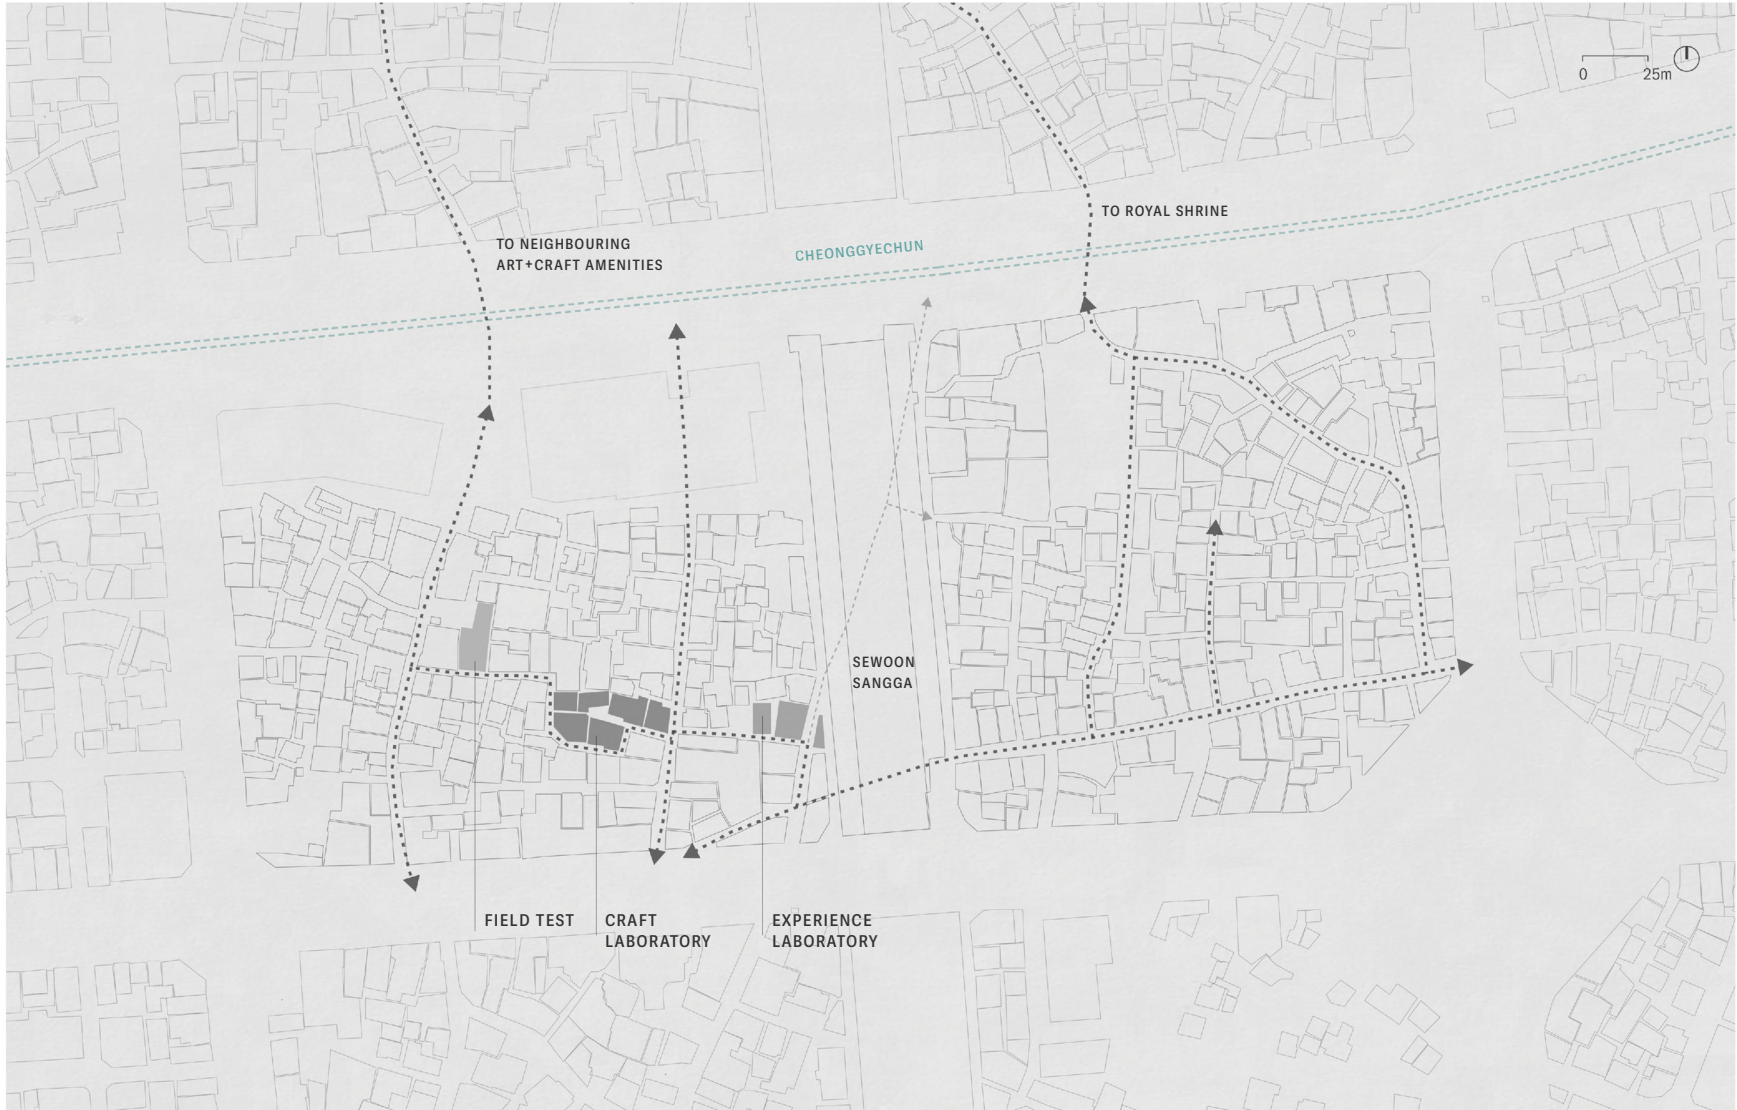 0 25m
TO ROYAL SHRINE
TO NEIGHBOURING
ART+CRAFT AMENITIES
CHEONGGYECHUN
SEWOON
SANGGA
FIELD TEST
CRAFT
LABORATORY
EXPERIENCE
LABORATORY